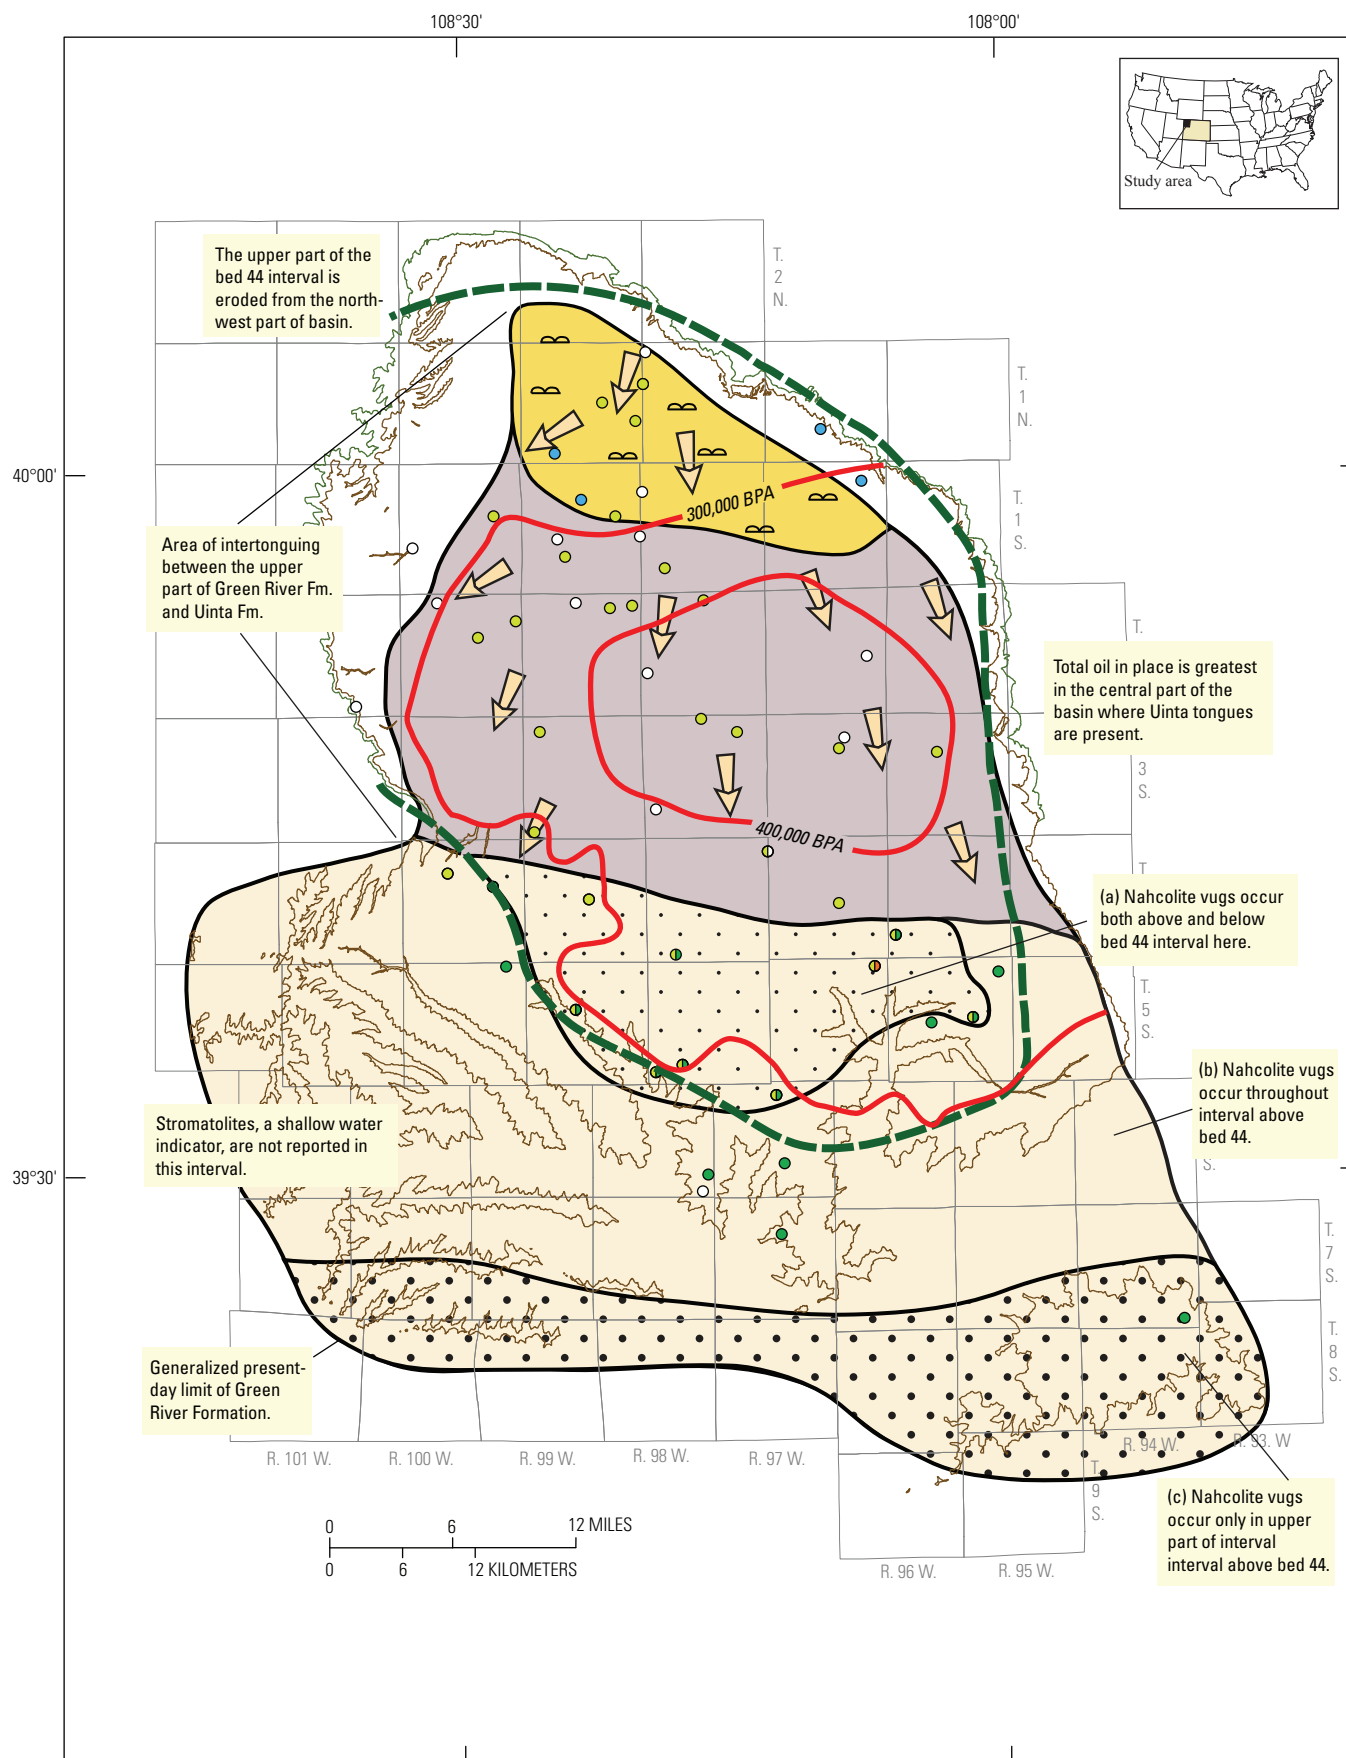 108°30'
108°00'
Study area
The upper part of the
bed 44 interval is
eroded from the north-
west part of basin.
T.
2
N.
T.
1
N.
40°00'
300,000 BPA
T.
1
S.
Area of intertonguing
between the upper
part of Green River Fm.
and Uinta Fm.
T.
Total oil in place is greatest
in the central part of the
basin where Uinta tongues
are present.
3
S.
400,000 BPA
T.
(a) Nahcolite vugs occur
both above and below
bed 44 interval here.
T.
5
S.
(b) Nahcolite vugs
occur throughout
interval above
bed 44.
S.
Stromatolites, a shallow water
indicator, are not reported in
this interval.
39°30'
T.
7
S.
T.
8
S.
Generalized present-
day limit of Green
River Formation.
R. 101 W.
R. 100 W.
R. 99 W.
R. 98 W.
R. 97 W.
R. 94 W.
R. 93. W
T.
9
S.
(c) Nahcolite vugs
occur only in upper
part of interval
interval above bed 44.
0 6 12 MILES
0 6 12 KILOMETERS
R. 96 W.
R. 95 W.